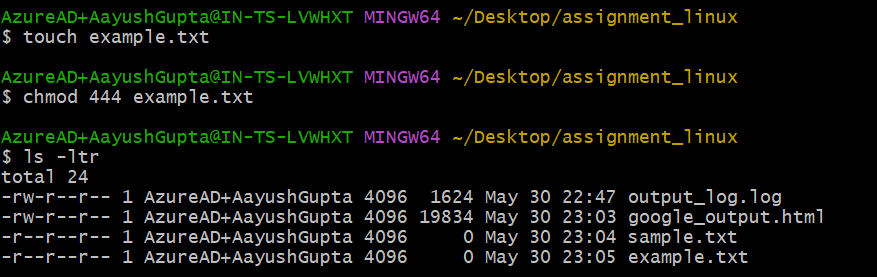 AzureAD+AayushGupta@IN-TS-LVWHXT MINGW64 ~/Desktop/assignment_linux
$ touch example.txt
AzureAD+AayushGupta@IN-TS-LVWHXT MINGW64 ~/Desktop/assignment_linux
$ chmod 444 example.txt
AzureAD+AayushGupta@IN-TS-LVWHXT MINGW64 ~/Desktop/assignment_linux
$ ls -ltr
total 24
-rw-r--r-- 1 AzureAD+AayushGupta 4096  1624 May 30 22:47 output_log.log
-rw-r--r-- 1 AzureAD+AayushGupta 4096 19834 May 30 23:03 google_output.html
-r--r--r-- 1 AzureAD+AayushGupta 4096     0 May 30 23:04 sample.txt
-r--r--r-- 1 AzureAD+AayushGupta 4096     0 May 30 23:05 example.txt